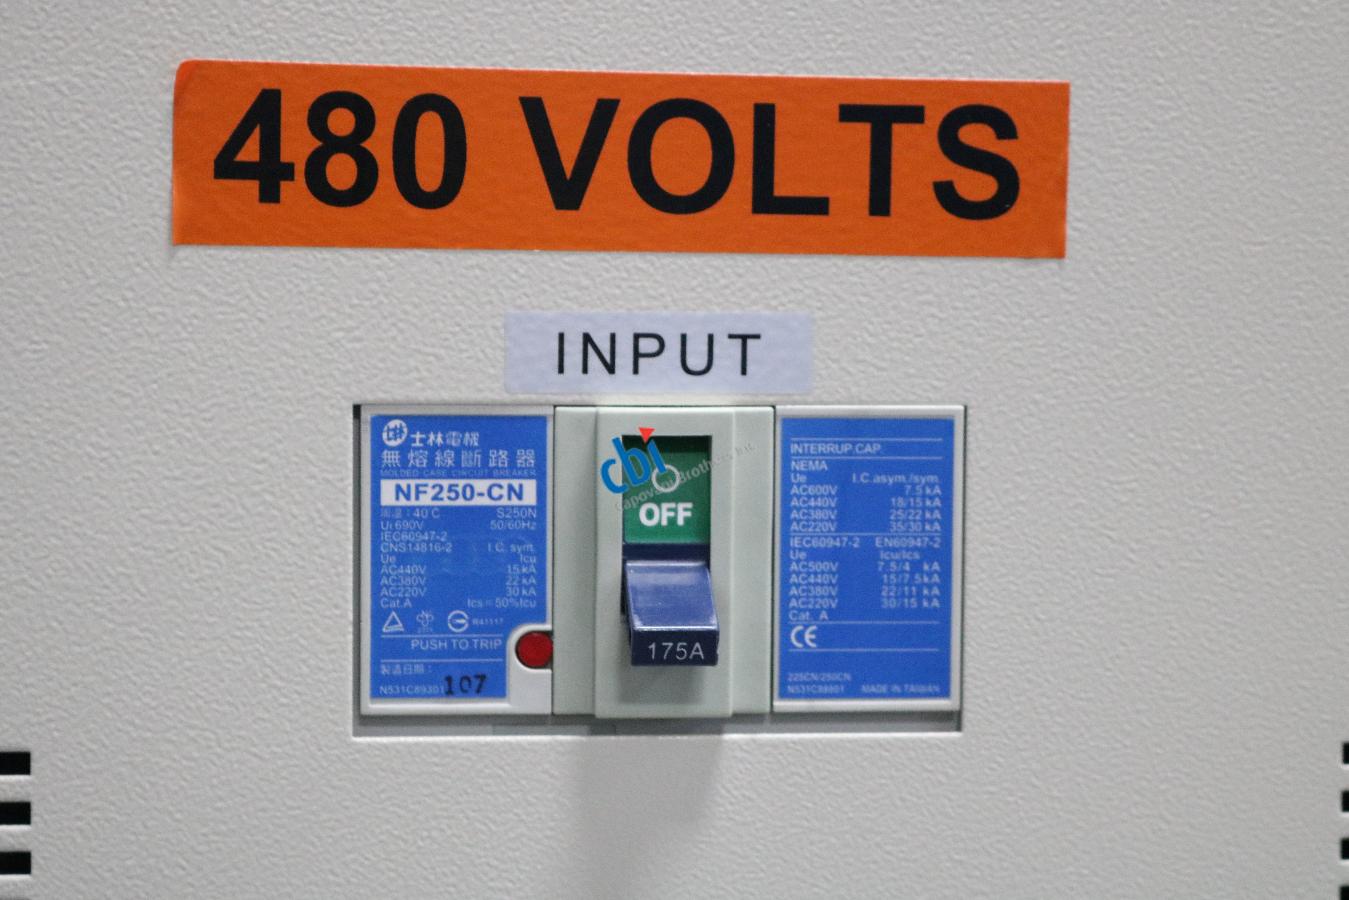 480 VOLTS
INPUT
士林電機
無熔線斷路器
MOLDED CASE CIRCUIT BREAKER
NF250-CN
周溫:40℃ S250N
Ui 690V 50/60Hz
IEC60947-2
CNS14816-2 I.C. sym.
Ue Icu
AC440V 15 kA
AC380V 22 kA
AC220V 30 kA
Cat.A Ics=50%Icu
R41117
PUSH TO TRIP
製造日期:
N531C89301 107
cbi
Capovani Brothers Inc
OFF
175A
INTERRUP.CAP.
NEMA
Ue I.C.asym./sym.
AC600V 7.5 kA
AC440V 18/15 kA
AC380V 25/22 kA
AC220V 35/30 kA
IEC60947-2 EN60947-2
Ue Icu/Ics
AC500V 7.5/4 kA
AC440V 15/7.5 kA
AC380V 22/11 kA
AC220V 30/15 kA
Cat. A
CE
225CN/250CN
MADE IN TAIWAN